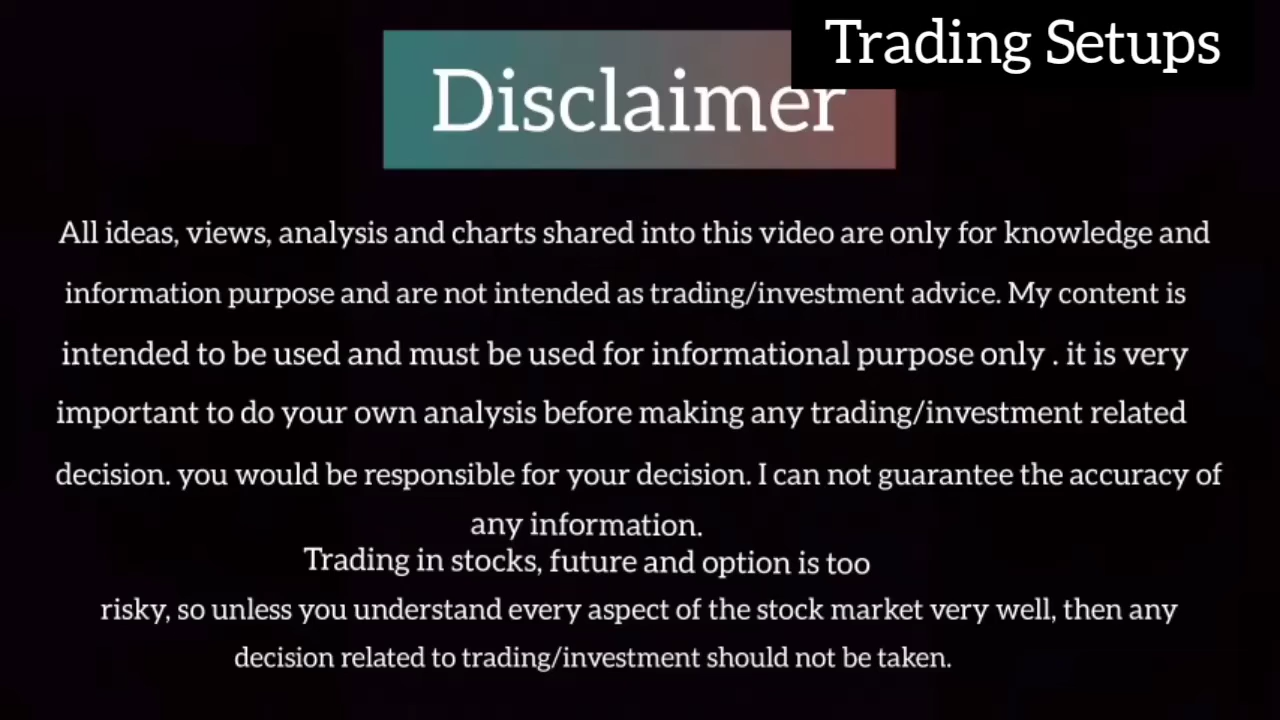 Trading Setups
Disclaimer
All ideas, views, analysis and charts shared into this video are only for knowledge and
information purpose and are not intended as trading/investment advice. My content is
intended to be used and must be used for informational purpose only . it is very
important to do your own analysis before making any trading/investment related
decision. you would be responsible for your decision. I can not guarantee the accuracy of
any information.
Trading in stocks, future and option is too
risky, so unless you understand every aspect of the stock market very well, then any
decision related to trading/investment should not be taken.